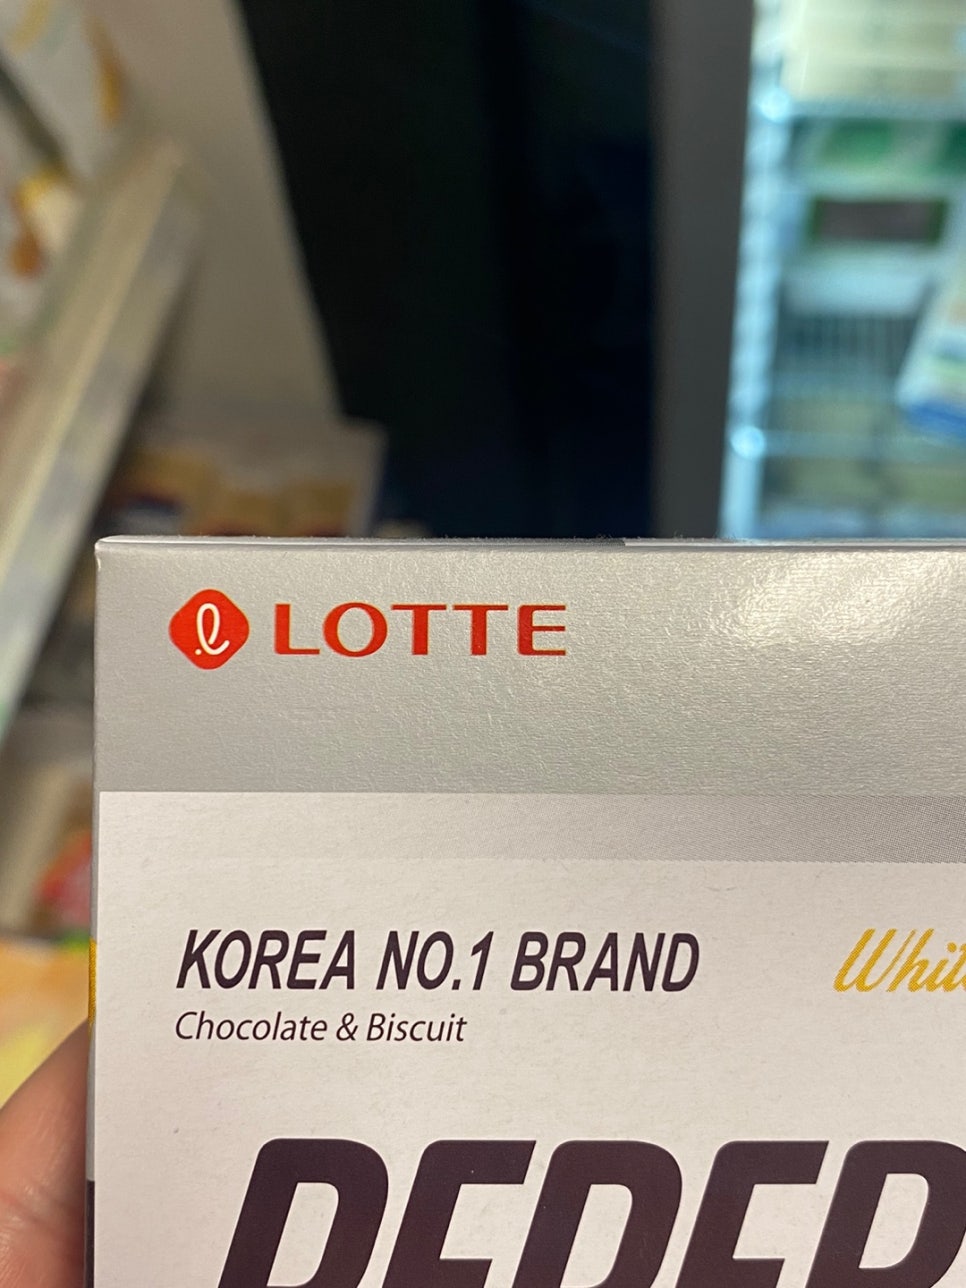 LOTTE
KOREA NO.1 BRAND
Chocolate & Biscuit